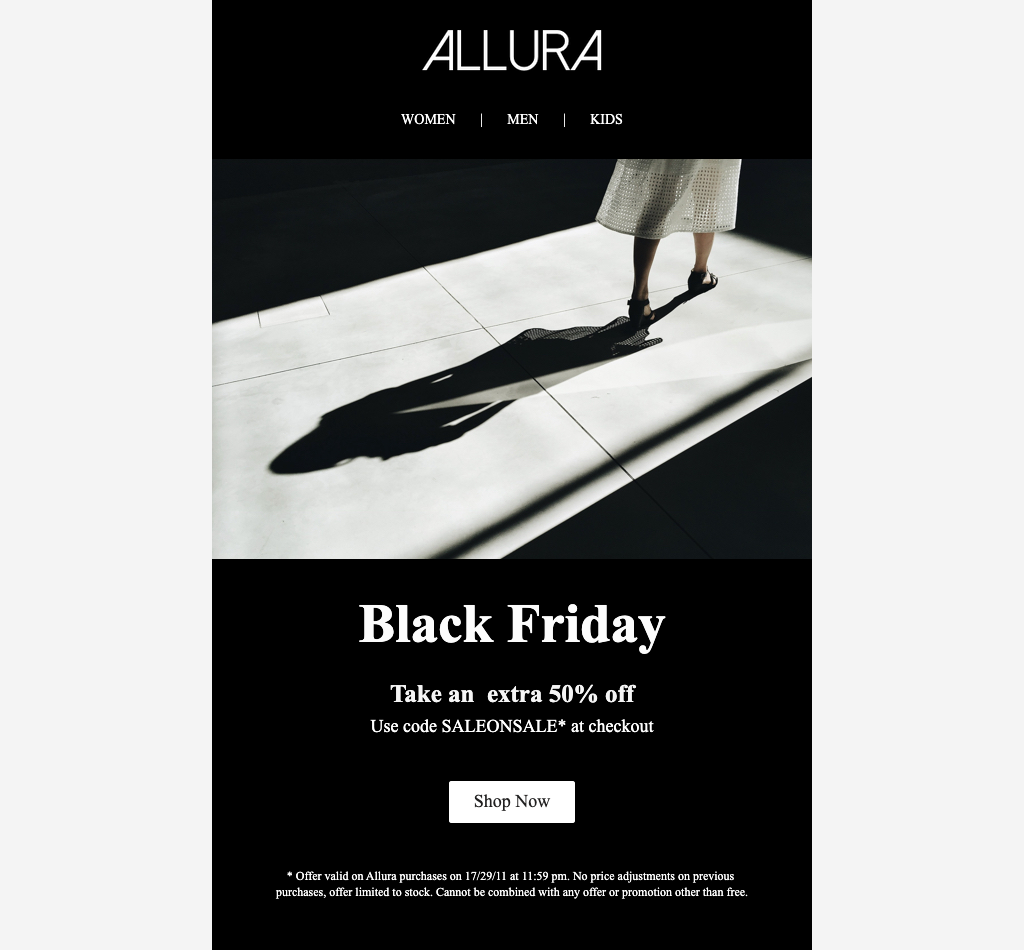 ALLURA
WOMEN | MEN | KIDS
Black Friday
Take an  extra 50% off
Use code SALEONSALE* at checkout
Shop Now
* Offer valid on Allura purchases on 17/29/11 at 11:59 pm. No price adjustments on previous
purchases, offer limited to stock. Cannot be combined with any offer or promotion other than free.